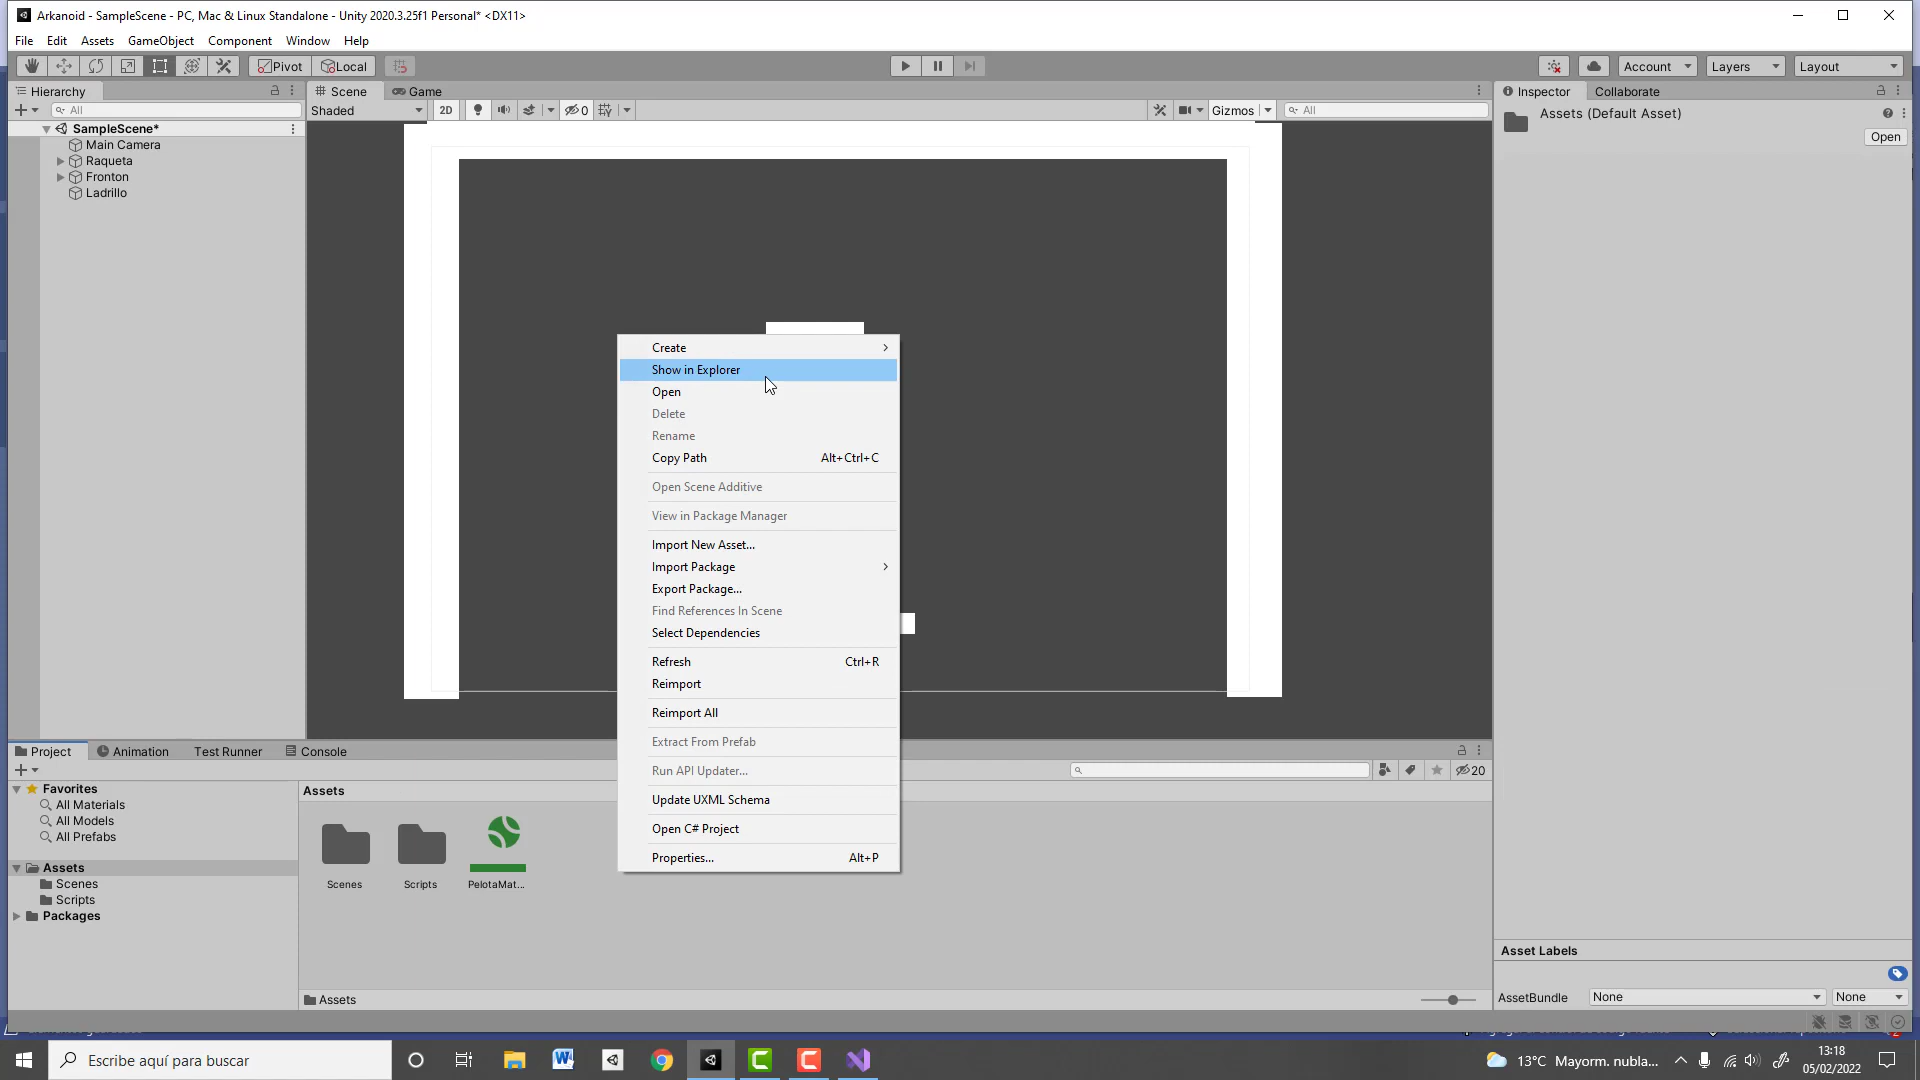 Arkanoid - SampleScene - PC, Mac & Linux Standalone - Unity 2020.3.25f1 Personal* <DX11>
File Edit Assets GameObject Component Window Help
Pivot Local Account Layers Layout
Hierarchy
Scene Game
Inspector Collaborate
All
Shaded 2D 0 Gizmos All
Assets (Default Asset)
Open
SampleScene*
Main Camera
Raqueta
Fronton
Ladrillo
Create
Show in Explorer
Open
Delete
Rename
Copy Path Alt+Ctrl+C
Open Scene Additive
View in Package Manager
Import New Asset...
Import Package
Export Package...
Find References In Scene
Select Dependencies
Refresh Ctrl+R
Reimport
Reimport All
Extract From Prefab
Run API Updater...
Update UXML Schema
Open C# Project
Properties... Alt+P
Project Animation Test Runner Console
20
Favorites
All Materials
All Models
All Prefabs
Assets
Scenes
Scripts
Packages
Assets
Scenes Scripts PelotaMat...
Assets
Asset Labels
AssetBundle None None
Escribe aquí para buscar
13°C Mayorm. nubla...
13:18
05/02/2022